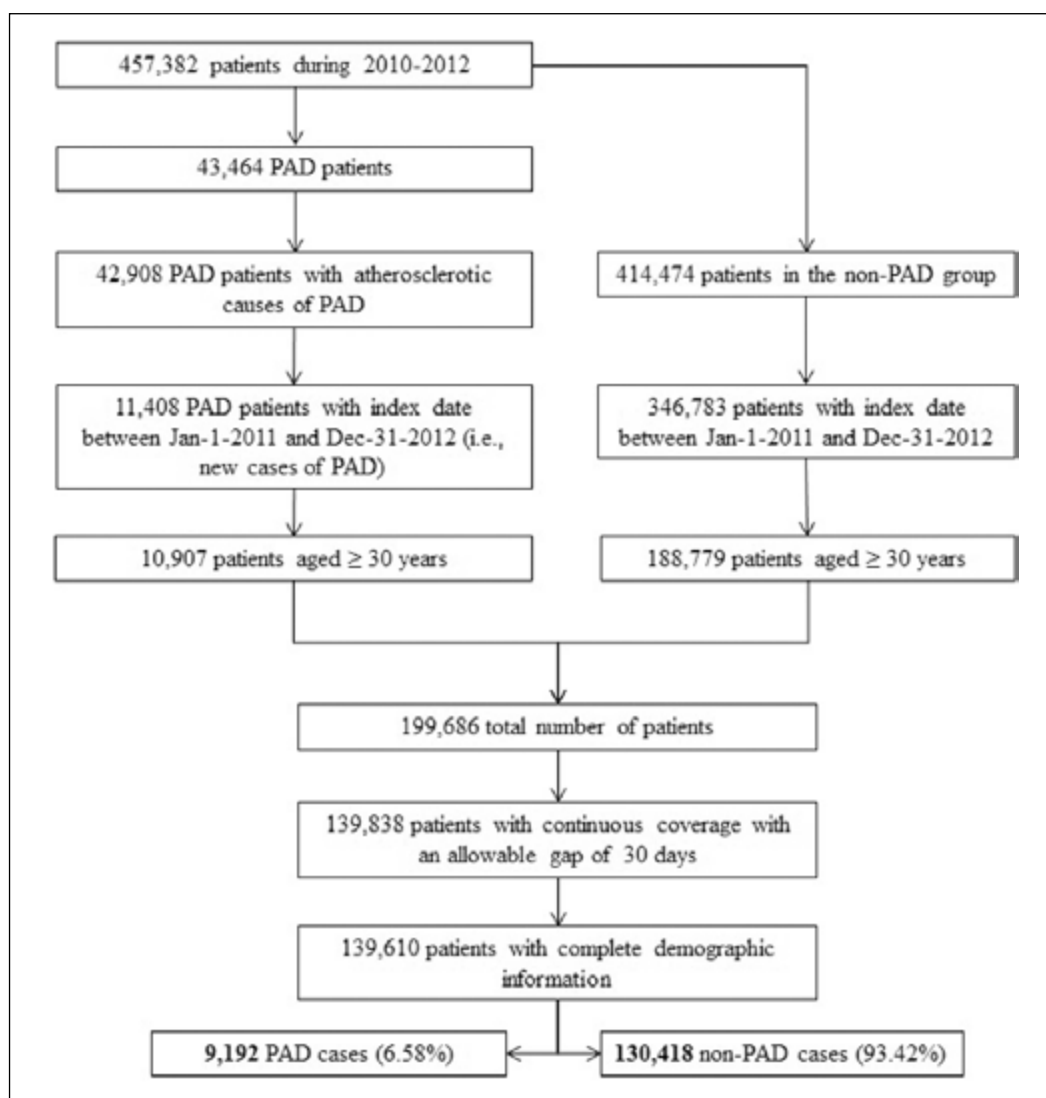 457,382 patients during 2010-2012
43,464 PAD patients
42,908 PAD patients with atherosclerotic
causes of PAD
414,474 patients in the non-PAD group
11,408 PAD patients with index date
between Jan-1-2011 and Dec-31-2012 (i.e.,
new cases of PAD)
346,783 patients with index date
between Jan-1-2011 and Dec-31-2012
10,907 patients aged ≥ 30 years
188,779 patients aged ≥ 30 years
199,686 total number of patients
139,838 patients with continuous coverage with
an allowable gap of 30 days
139,610 patients with complete demographic
information
9,192 PAD cases (6.58%)
130,418 non-PAD cases (93.42%)